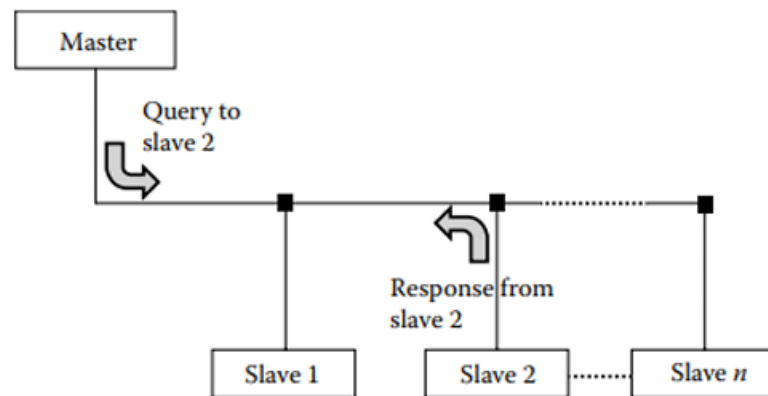 Master
Query to
slave 2
Response from
slave 2
Slave 1
Slave 2
Slave n